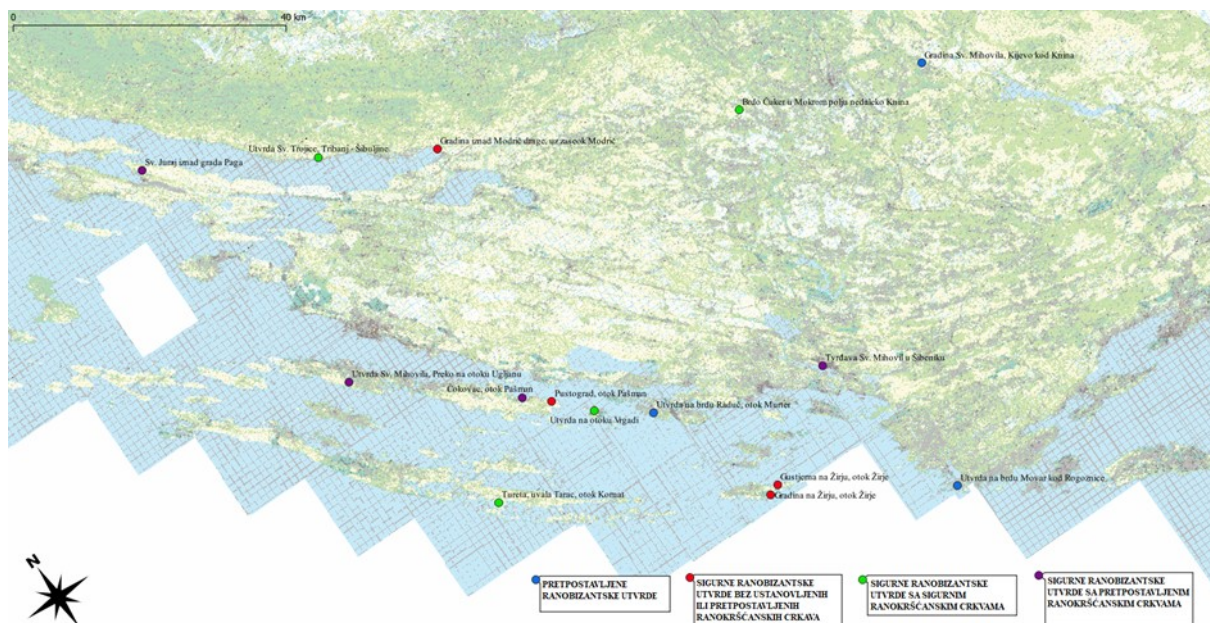 0 40 km
Gradina Sv. Mihovila, Kijevo kod Knina
Brdo Čuker u Mokrom polju nedaleko Knina
Gradina iznad Modrič drage, uz zaseok Modrič
Utvrda Sv. Trojice, Tribanj - Šibuljine
Sv. Juraj iznad grada Paga
Tvrđava Sv. Mihovil u Šibeniku
Utvrda Sv. Mihovila, Preko na otoku Ugljanu
Ćokovac, otok Pašman
Pustograd, otok Pašman
Utvrda na brdu Raduč, otok Murter
Utvrda na otoku Vrgadi
Gustjerna na Žirju, otok Žirje
Utvrda na brdu Movar kod Rogoznice
Gradina na Žirju, otok Žirje
Tureta, uvala Tarac, otok Kornat
N
PRETPOSTAVLJENE
RANOBIZANTSKE UTVRDE
SIGURNE RANOBIZANTSKE
UTVRDE BEZ USTANOVLJENIH
ILI PRETPOSTAVLJENIH
RANOKRŠĆANSKIH CRKAVA
SIGURNE RANOBIZANTSKE
UTVRDE SA SIGURNIM
RANOKRŠĆANSKIM CRKVAMA
SIGURNE RANOBIZANTSKE
UTVRDE SA PRETPOSTAVLJENIM
RANOKRŠĆANSKIM CRKVAMA